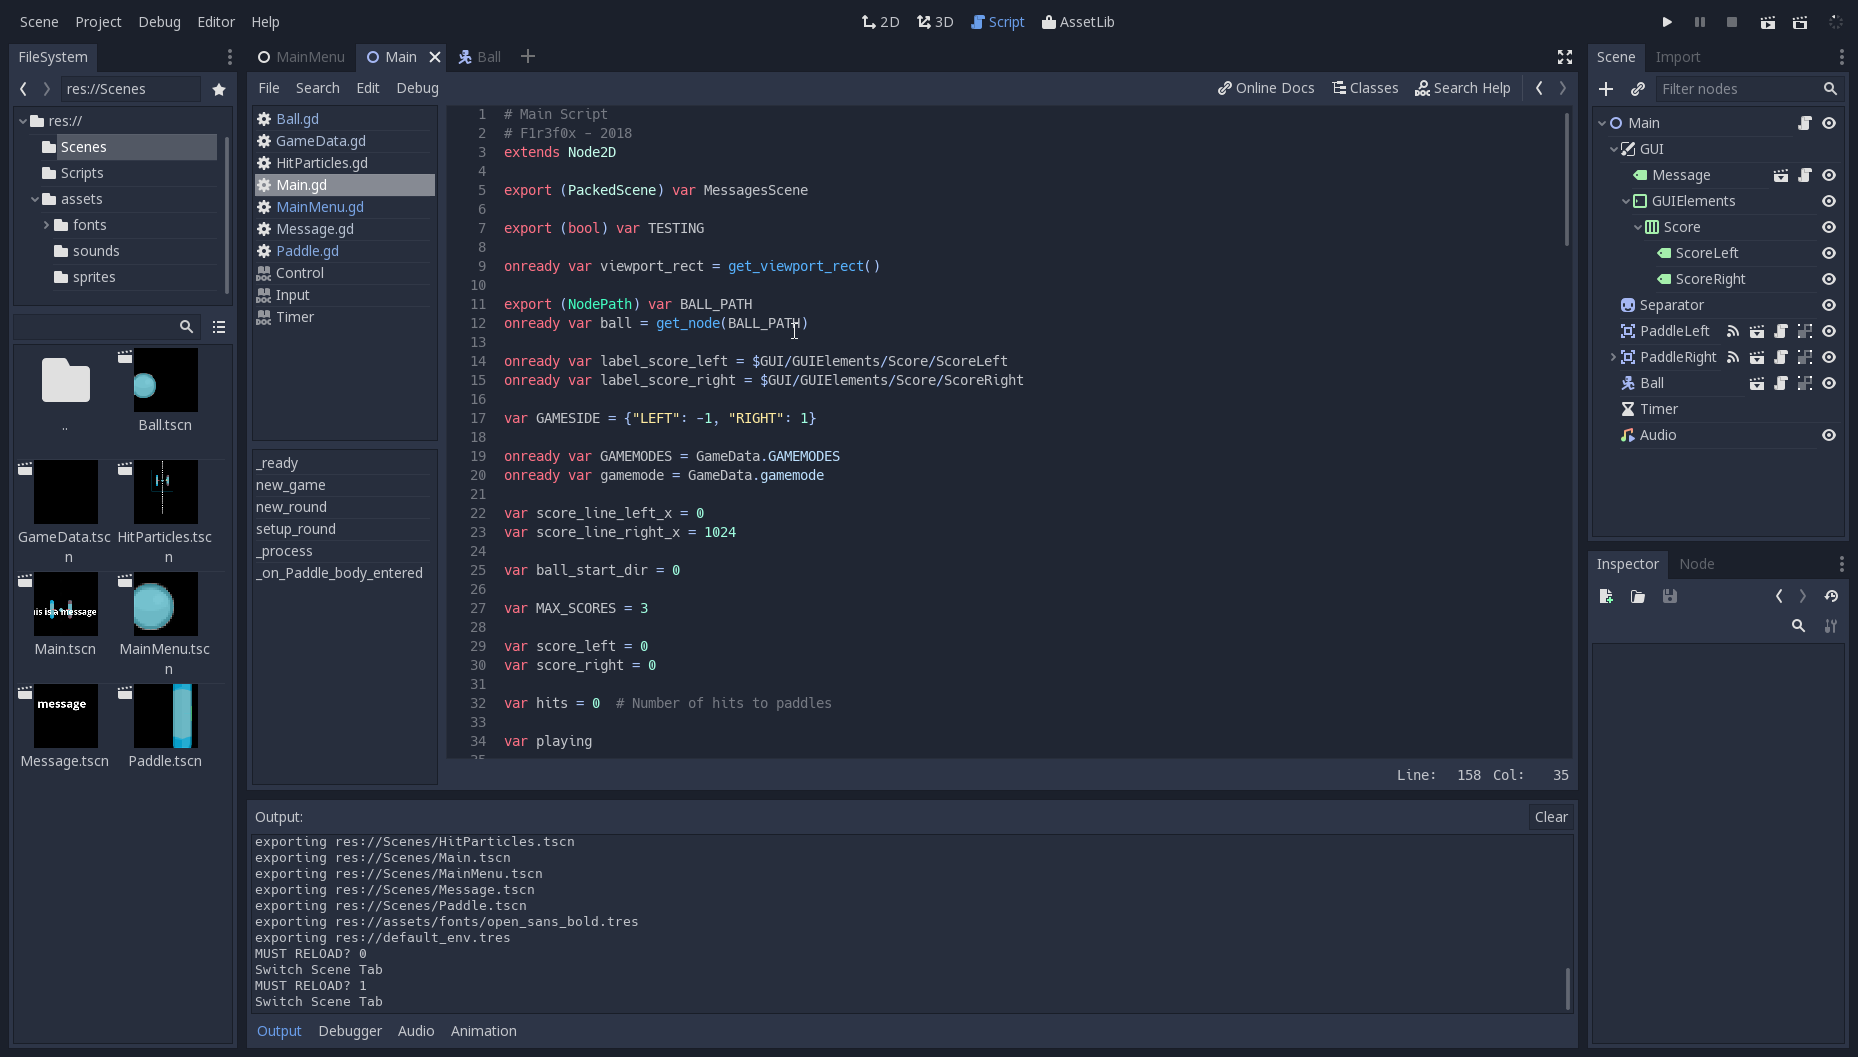 Scene Project Debug Editor Help
2D 3D Script AssetLib
FileSystem
res://Scenes
res://
Scenes
Scripts
assets
fonts
sounds
sprites
..
Ball.tscn
GameData.tsc
n
HitParticles.tsc
n
Main.tscn
MainMenu.tsc
n
message
Message.tscn
Paddle.tscn
MainMenu Main Ball
File Search Edit Debug
Online Docs Classes Search Help
Ball.gd
GameData.gd
HitParticles.gd
Main.gd
MainMenu.gd
Message.gd
Paddle.gd
DOC Control
DOC Input
DOC Timer
_ready
new_game
new_round
setup_round
_process
_on_Paddle_body_entered
1 # Main Script
2 # F1r3f0x - 2018
3 extends Node2D
4
5 export (PackedScene) var MessagesScene
6
7 export (bool) var TESTING
8
9 onready var viewport_rect = get_viewport_rect()
10
11 export (NodePath) var BALL_PATH
12 onready var ball = get_node(BALL_PATH)
13
14 onready var label_score_left = $GUI/GUIElements/Score/ScoreLeft
15 onready var label_score_right = $GUI/GUIElements/Score/ScoreRight
16
17 var GAMESIDE = {"LEFT": -1, "RIGHT": 1}
18
19 onready var GAMEMODES = GameData.GAMEMODES
20 onready var gamemode = GameData.gamemode
21
22 var score_line_left_x = 0
23 var score_line_right_x = 1024
24
25 var ball_start_dir = 0
26
27 var MAX_SCORES = 3
28
29 var score_left = 0
30 var score_right = 0
31
32 var hits = 0 # Number of hits to paddles
33
34 var playing
35
Line: 158 Col: 35
Output:
Clear
exporting res://Scenes/HitParticles.tscn
exporting res://Scenes/Main.tscn
exporting res://Scenes/MainMenu.tscn
exporting res://Scenes/Message.tscn
exporting res://Scenes/Paddle.tscn
exporting res://assets/fonts/open_sans_bold.tres
exporting res://default_env.tres
MUST RELOAD? 0
Switch Scene Tab
MUST RELOAD? 1
Switch Scene Tab
Output Debugger Audio Animation
Scene Import
Filter nodes
Main
GUI
Message
GUIElements
Score
ScoreLeft
ScoreRight
Separator
PaddleLeft
PaddleRight
Ball
Timer
Audio
Inspector Node